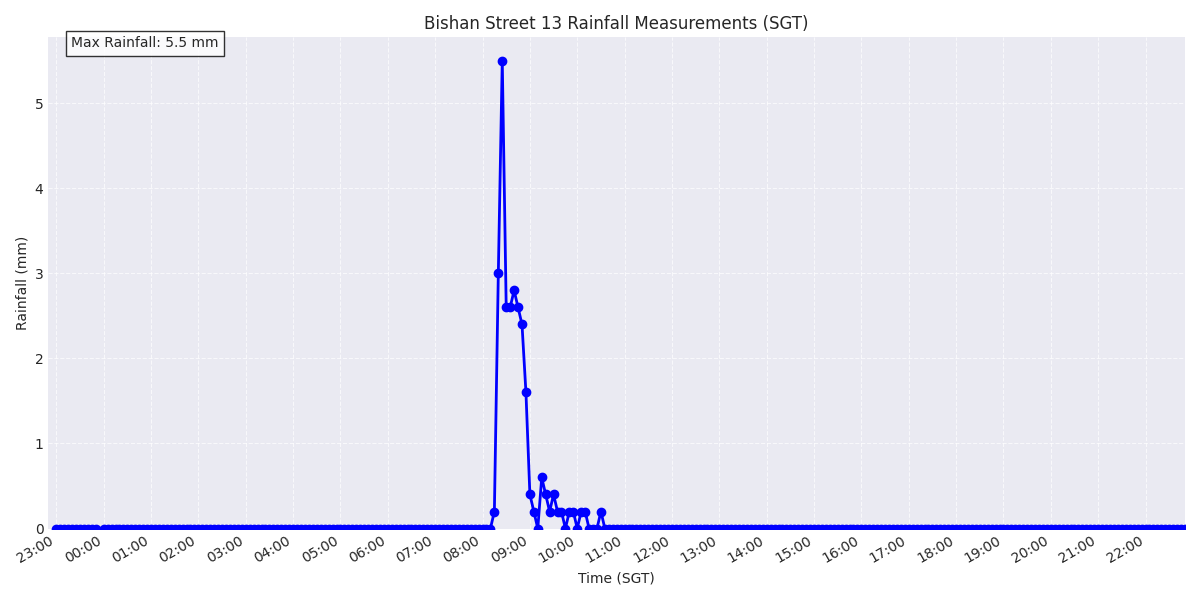 Bishan Street 13 Rainfall Measurements (SGT)
Max Rainfall: 5.5 mm
Rainfall (mm)
5
4
3
2
1
0
23:00 00:00 01:00 02:00 03:00 04:00 05:00 06:00 07:00 08:00 09:00 10:00 11:00 12:00 13:00 14:00 15:00 16:00 17:00 18:00 19:00 20:00 21:00 22:00
Time (SGT)